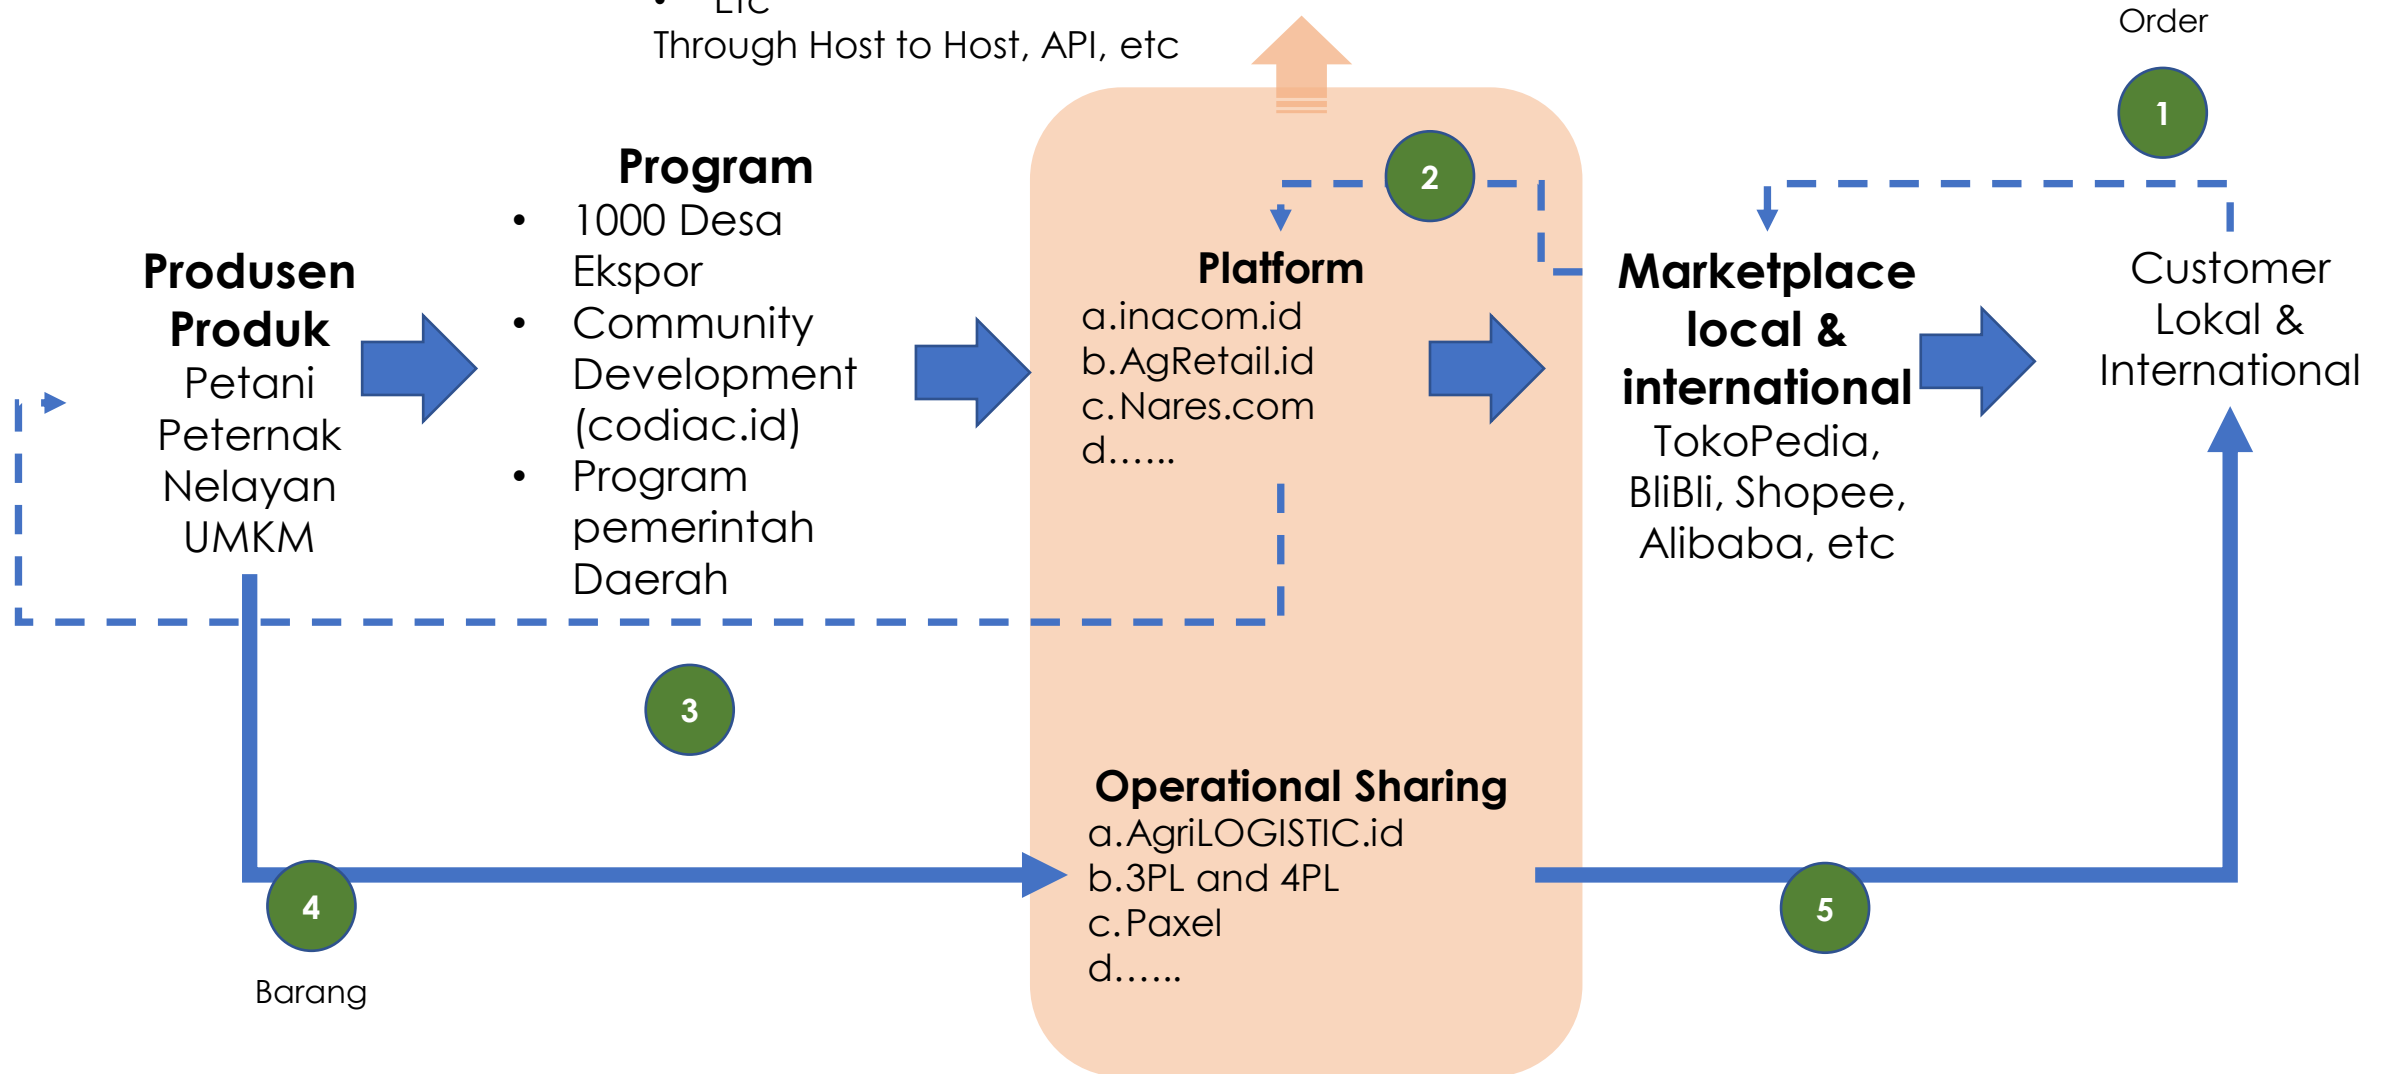 • Etc
Through Host to Host, API, etc
Order
1
2
Program
• 1000 Desa
Ekspor
• Community
Development
(codiac.id)
• Program
pemerintah
Daerah
Produsen
Produk
Petani
Peternak
Nelayan
UMKM
Platform
a.inacom.id
b.AgRetail.id
c.Nares.com
d......
Marketplace
local &
international
TokoPedia,
BliBli, Shopee,
Alibaba, etc
Customer
Lokal &
International
3
Operational Sharing
a.AgriLOGISTIC.id
b.3PL and 4PL
c.Paxel
d......
4
Barang
5